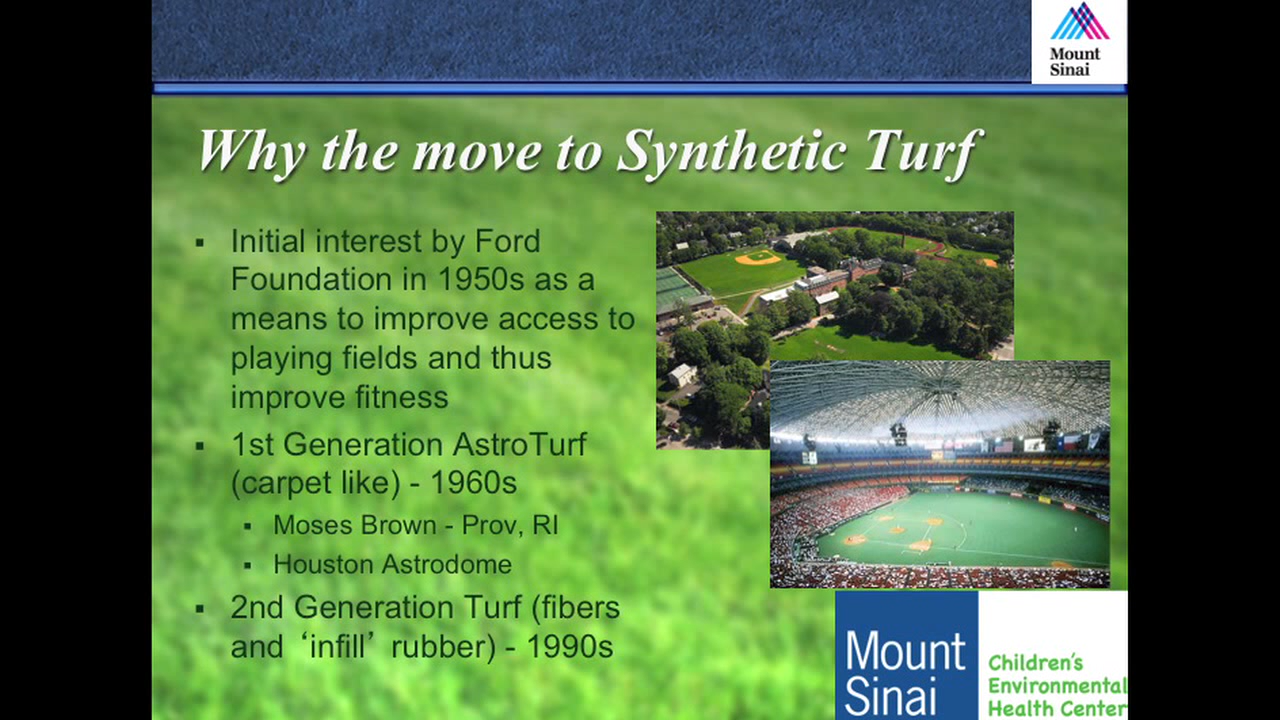 Mount
Sinai
Why the move to Synthetic Turf
▪ Initial interest by Ford
Foundation in 1950s as a
means to improve access to
playing fields and thus
improve fitness
▪ 1st Generation AstroTurf
(carpet like) - 1960s
▪ Moses Brown - Prov, RI
▪ Houston Astrodome
▪ 2nd Generation Turf (fibers
and ‘infill’ rubber) - 1990s
Mount
Sinai
Children's
Environmental
Health Center